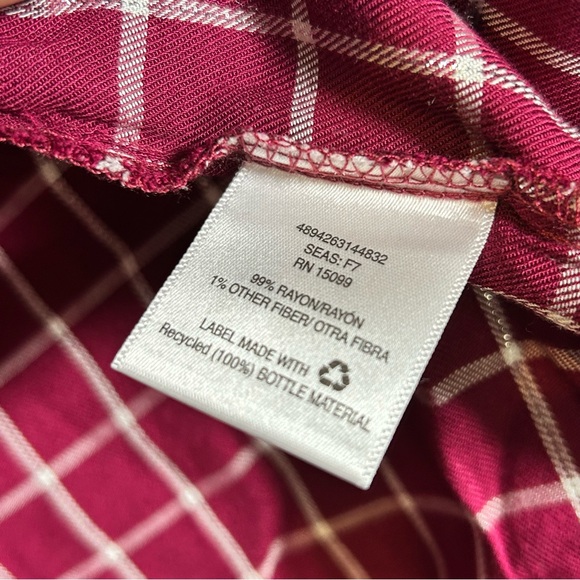 4894263144832
SEAS: F7
RN 15099
99% RAYON/RAYÓN
1% OTHER FIBER/ OTRA FIBRA
LABEL MADE WITH
Recycled (100%) BOTTLE MATERIAL